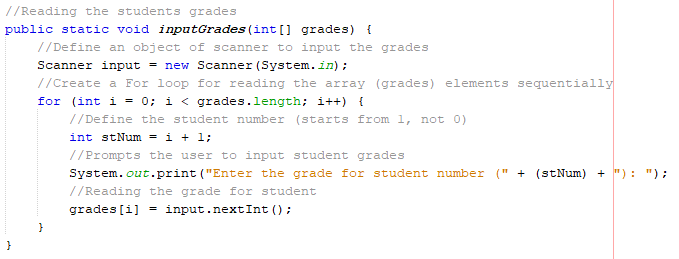 //Reading the students grades
public static void inputGrades(int[] grades) {
//Define an object of scanner to input the grades
Scanner input = new Scanner(System.in);
//Create a For loop for reading the array (grades) elements sequentially
for (int i = 0; i < grades.length; i++) {
//Define the student number (starts from 1, not 0)
int stNum = i + 1;
//Prompts the user to input student grades
System.out.print("Enter the grade for student number (" + (stNum) + "): ");
//Reading the grade for student
grades[i] = input.nextInt();
}
}